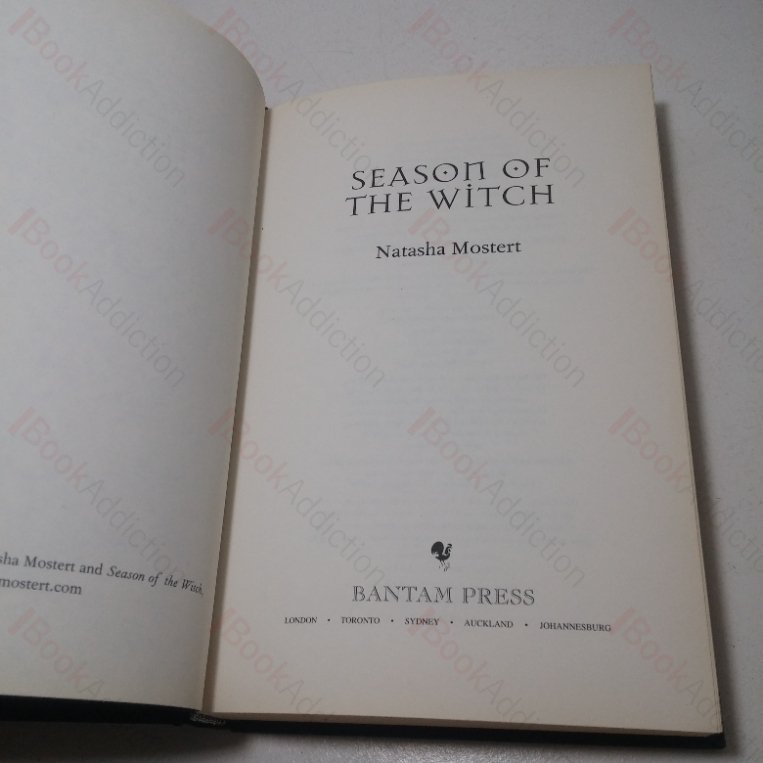 sha Mostert and Season of the Witch,
mostert.com
SEASON OF
THE WITCH
Natasha Mostert
BANTAM PRESS
LONDON • TORONTO • SYDNEY • AUCKLAND • JOHANNESBURG
BookAddiction